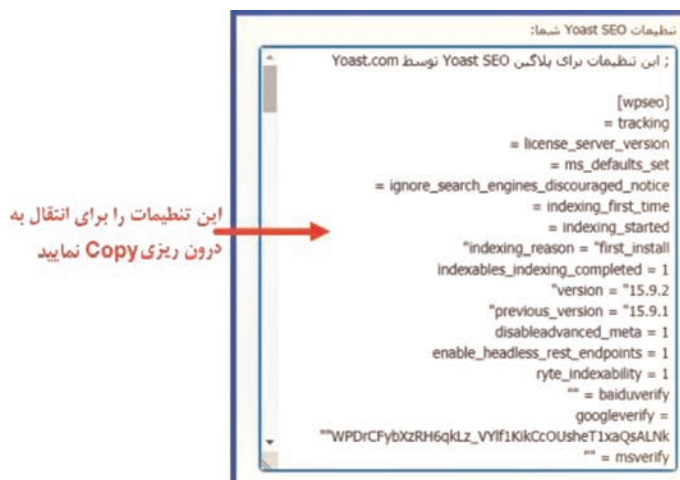 تنظیمات Yoast SEO شما:
; این تنظیمات برای پلاگین Yoast SEO توسط Yoast.com
[wpseo]
= tracking
= license_server_version
= ms_defaults_set
= ignore_search_engines_discouraged_notice
= indexing_first_time
= indexing_started
"indexing_reason = "first_install
indexables_indexing_completed = 1
"version = "15.9.2
"previous_version = "15.9.1
disableadvanced_meta = 1
enable_headless_rest_endpoints = 1
ryte_indexability = 1
"" = baiduverify
googleverify =
""WPDrCFybXzRH6qkLz_VYlf1KikCcOUsheT1xaQsALNk
"" = msverify
این تنظیمات را برای انتقال به
درون ریزی Copy نمایید